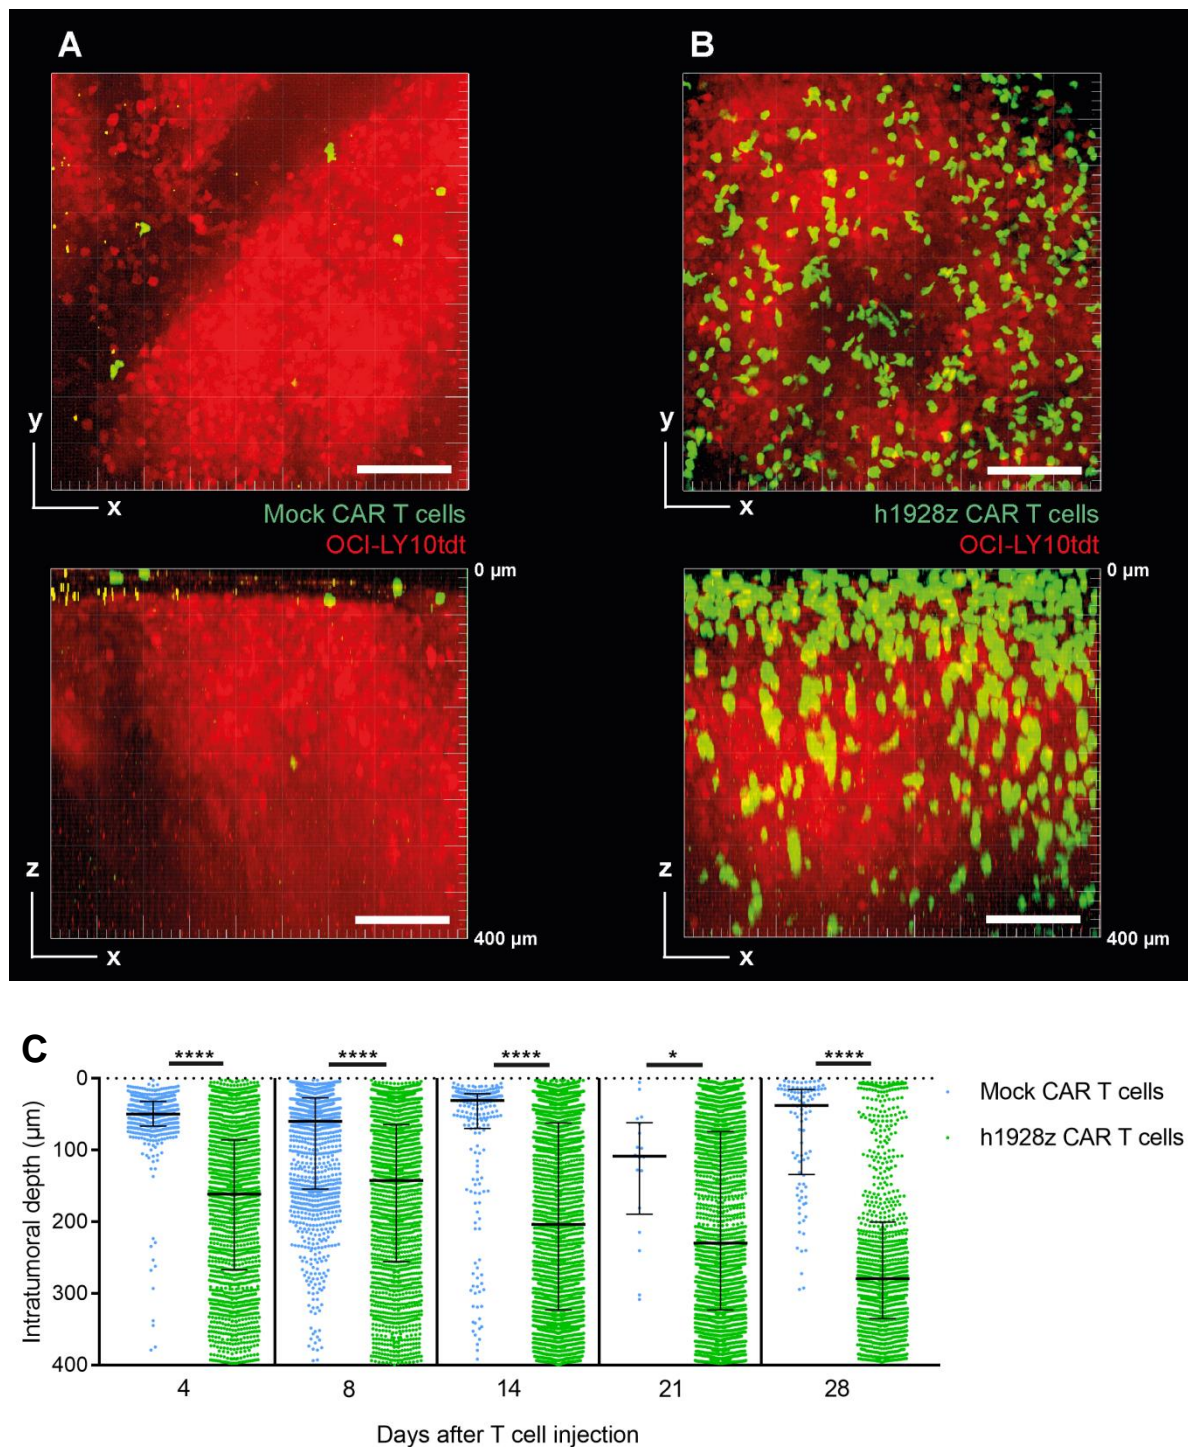 A
B
y
x
Mock CAR T cells
OCI-LY10tdt
y
x
h1928z CAR T cells
OCI-LY10tdt
0 µm
z
x
400 µm
0 µm
z
x
400 µm
C
**** **** **** * ****
0
100
200
300
400
Intratumoral depth (µm)
Mock CAR T cells
h1928z CAR T cells
4 8 14 21 28
Days after T cell injection